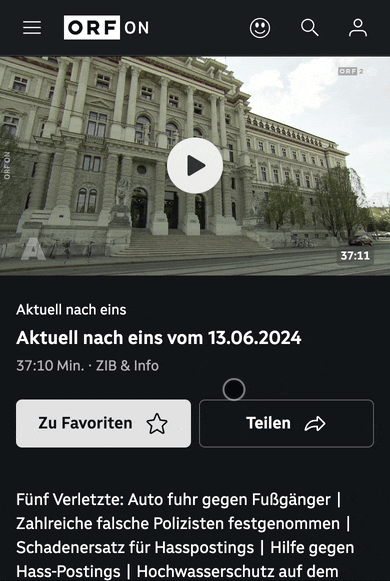 ORF ON
ORF 2
ORF ON
A
37:11
Aktuell nach eins
Aktuell nach eins vom 13.06.2024
37:10 Min. · ZIB & Info
Zu Favoriten
Teilen
Fünf Verletzte: Auto fuhr gegen Fußgänger |
Zahlreiche falsche Polizisten festgenommen |
Schadenersatz für Hasspostings | Hilfe gegen
Hass-Postings | Hochwasserschutz auf dem